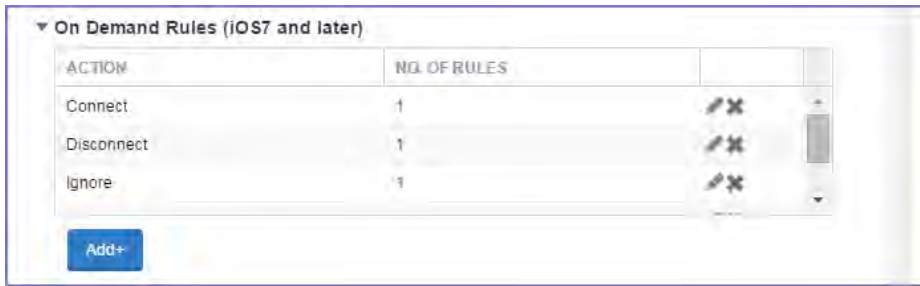 On Demand Rules (iOS7 and later)
ACTION NO. OF RULES
Connect 1
Disconnect 1
Ignore 1
Add+